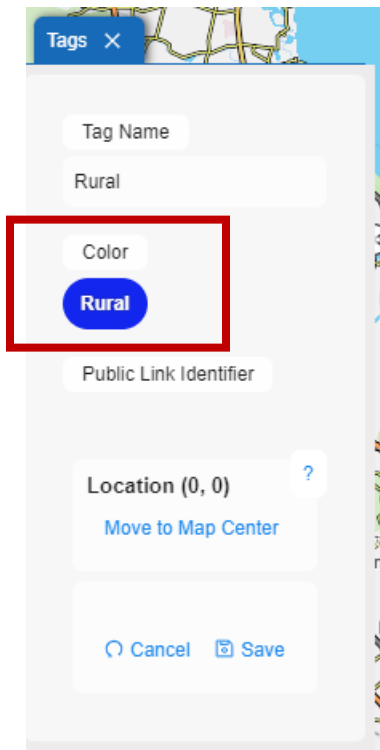 Tags
Tag Name
Rural
Color
Rural
Public Link Identifier
?
Location (0, 0)
Move to Map Center
Cancel Save